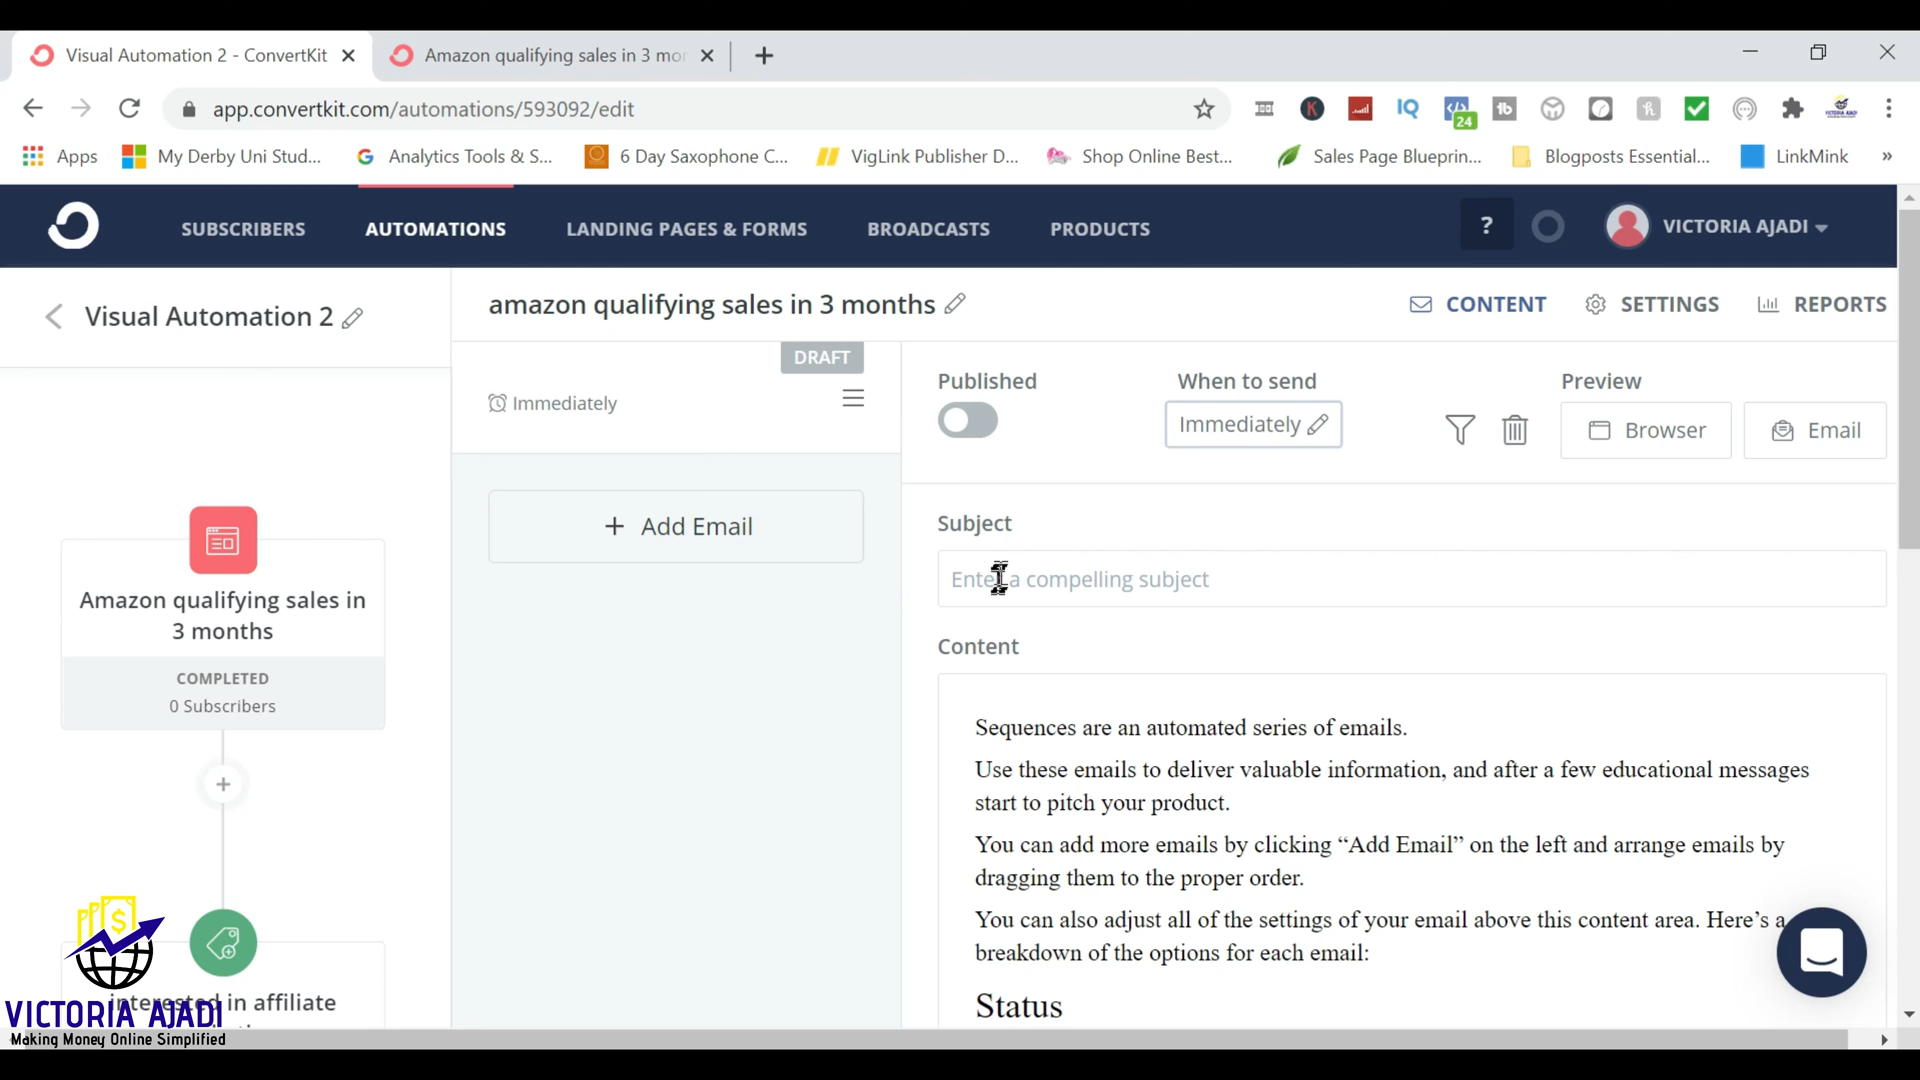 Visual Automation 2 - ConvertKit
Amazon qualifying sales in 3 mor
app.convertkit.com/automations/593092/edit
24
Apps
My Derby Uni Stud...
Analytics Tools & S...
6 Day Saxophone C...
VigLink Publisher D...
Shop Online Best...
Sales Page Blueprin...
Blogposts Essential...
LinkMink
SUBSCRIBERS
AUTOMATIONS
LANDING PAGES & FORMS
BROADCASTS
PRODUCTS
?
VICTORIA AJADI
Visual Automation 2
amazon qualifying sales in 3 months
CONTENT
SETTINGS
REPORTS
DRAFT
Immediately
Published
When to send
Immediately
Preview
Browser
Email
+ Add Email
Subject
Enter a compelling subject
Content
Sequences are an automated series of emails.
Use these emails to deliver valuable information, and after a few educational messages
start to pitch your product.
You can add more emails by clicking “Add Email” on the left and arrange emails by
dragging them to the proper order.
You can also adjust all of the settings of your email above this content area. Here’s a
breakdown of the options for each email:
Status
Amazon qualifying sales in
3 months
COMPLETED
0 Subscribers
interested in affiliate
VICTORIA AJADI
Making Money Online Simplified